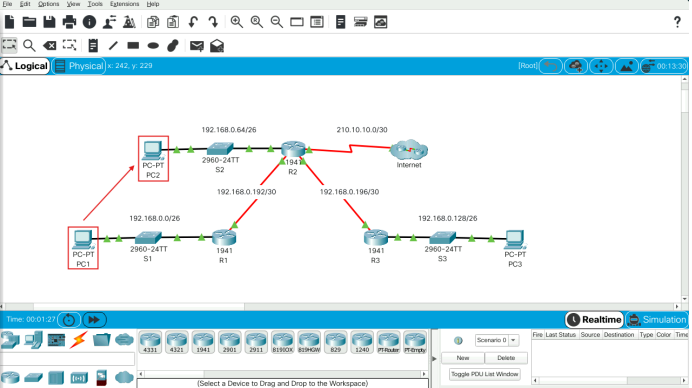 File Edit Options View Tools Extensions Help
?
Logical Physical x: 242, y: 229 [Root] 00:13:30
192.168.0.64/26 210.10.10.0/30
PC-PT
PC2
2960-24TT
S2
1941
R2
Internet
192.168.0.192/30 192.168.0.196/30
192.168.0.0/26 192.168.0.128/26
PC-PT
PC1
2960-24TT
S1
1941
R1
1941
R3
2960-24TT
S3
PC-PT
PC3
Time: 00:01:27 Realtime Simulation
4331 4321 1941 2901 2911 819IOX 819HGW 829 1240 PT-Router PT-Empty
Scenario 0
New Delete
Toggle PDU List Window
Fire Last Status Source Destination Type Color Time
(Select a Device to Drag and Drop to the Workspace)